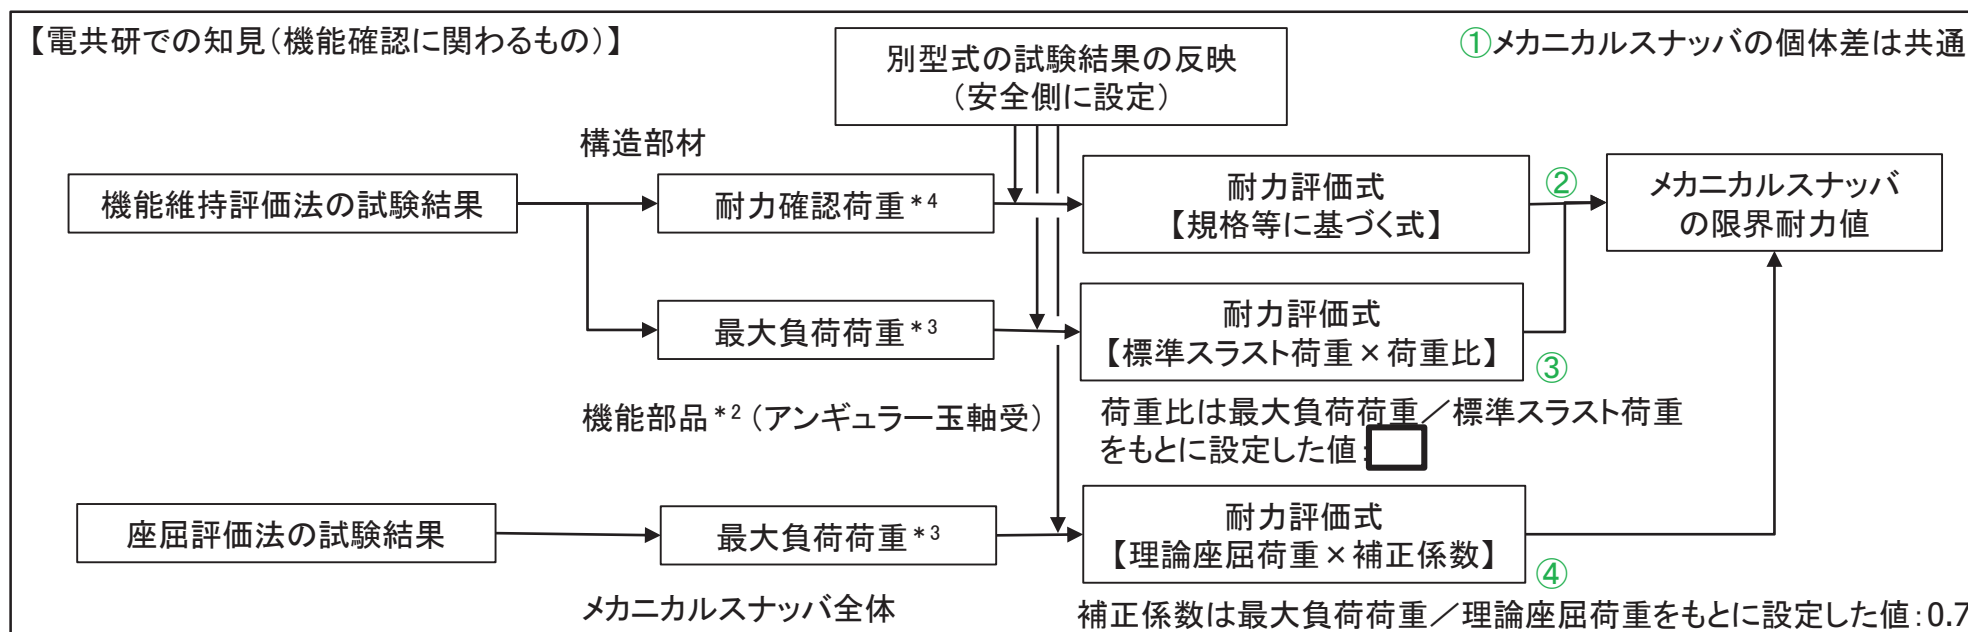 【電共研での知見(機能確認に関わるもの)】
①メカニカルスナッバの個体差は共通
別型式の試験結果の反映
(安全側に設定)
構造部材
機能維持評価法の試験結果
耐力確認荷重*4
耐力評価式
【規格等に基づく式】
②
メカニカルスナッバ
の限界耐力値
最大負荷荷重*3
耐力評価式
【標準スラスト荷重×荷重比】
③
機能部品*2(アンギュラー玉軸受)
荷重比は最大負荷荷重/標準スラスト荷重
をもとに設定した値:
座屈評価法の試験結果
最大負荷荷重*3
耐力評価式
【理論座屈荷重×補正係数】
④
メカニカルスナッバ全体
補正係数は最大負荷荷重/理論座屈荷重をもとに設定した値:0.7